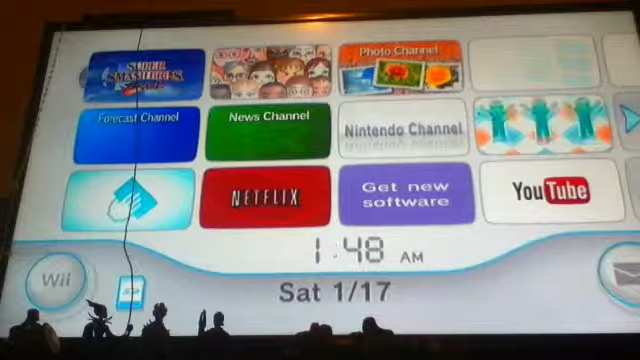 SUPER
SMASH BROS.
Brawl
Photo Channel
Forecast Channel
News Channel
Nintendo Channel
NETFLIX
Get new
software
YouTube
1:48 AM
Wii
Sat 1/17